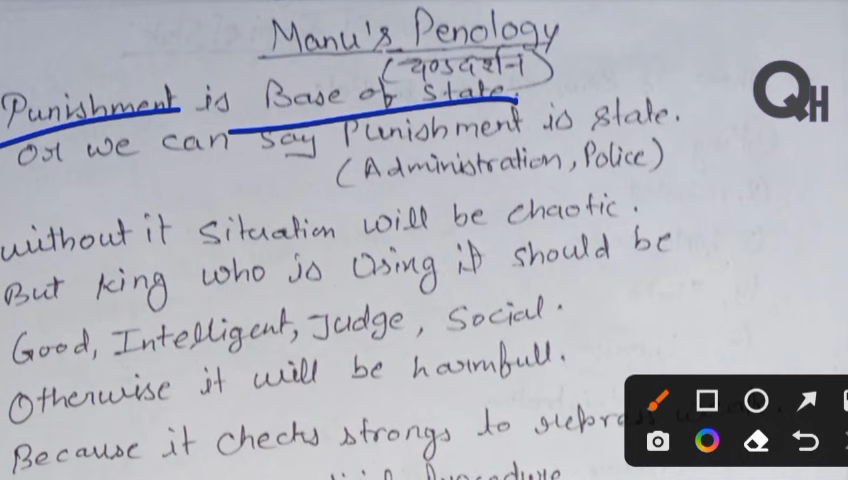 Manu's Penology
(दण्डदर्शन)
Punishment is Base of state.
Or we can say Punishment is state.
(Administration, Police)
QH
without it situation will be chaotic.
But king who is Using it should be
Good, Intelligent, Judge, Social.
Otherwise it will be harmfull.
Because it checks strongs to
Procedure